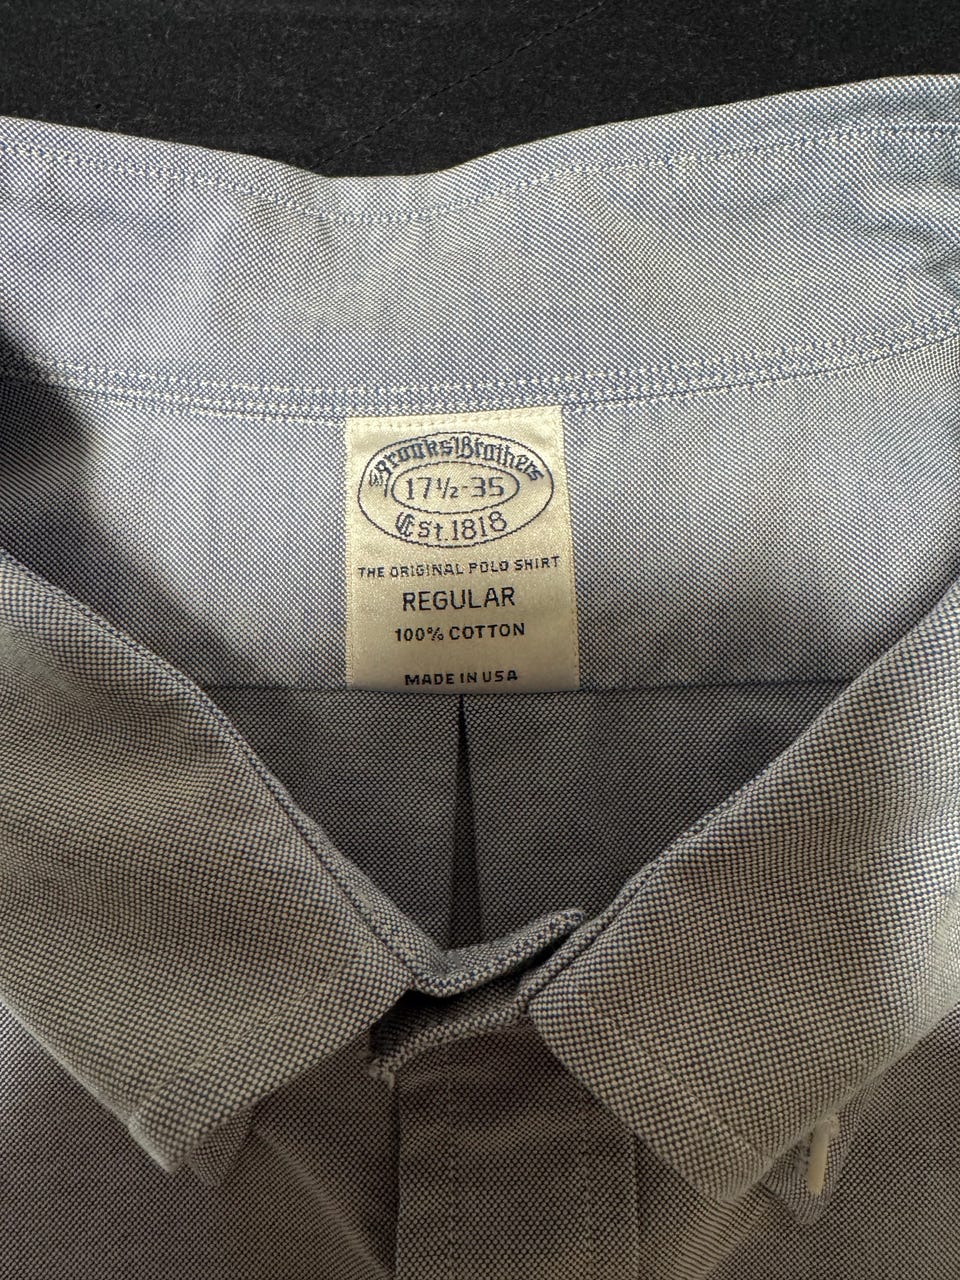 Brooks Brothers
17½-35
Est. 1818
THE ORIGINAL POLO SHIRT
REGULAR
100% COTTON
MADE IN USA